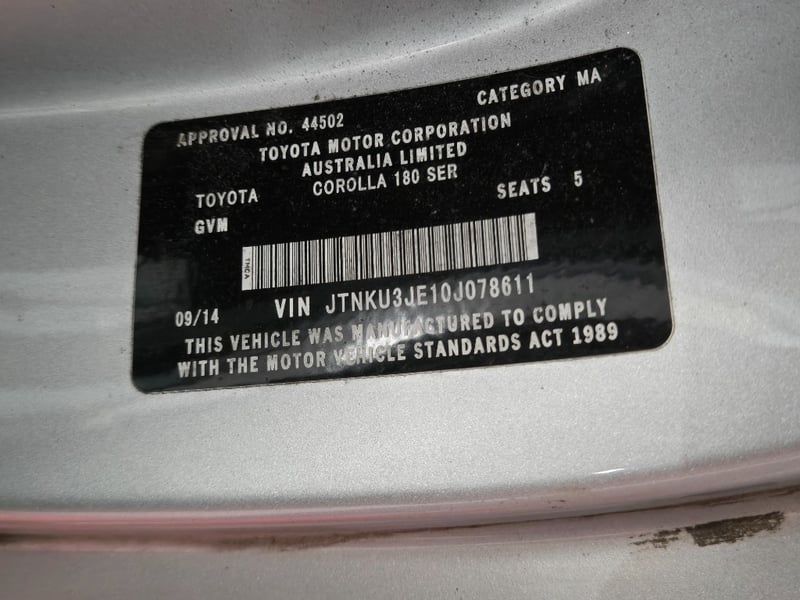 APPROVAL NO. 44502 CATEGORY MA
TOYOTA MOTOR CORPORATION
AUSTRALIA LIMITED
TOYOTA COROLLA 180 SER
GVM SEATS 5
TMCA
09/14 VIN JTNKU3JE10J078611
THIS VEHICLE WAS MANUFACTURED TO COMPLY
WITH THE MOTOR VEHICLE STANDARDS ACT 1989